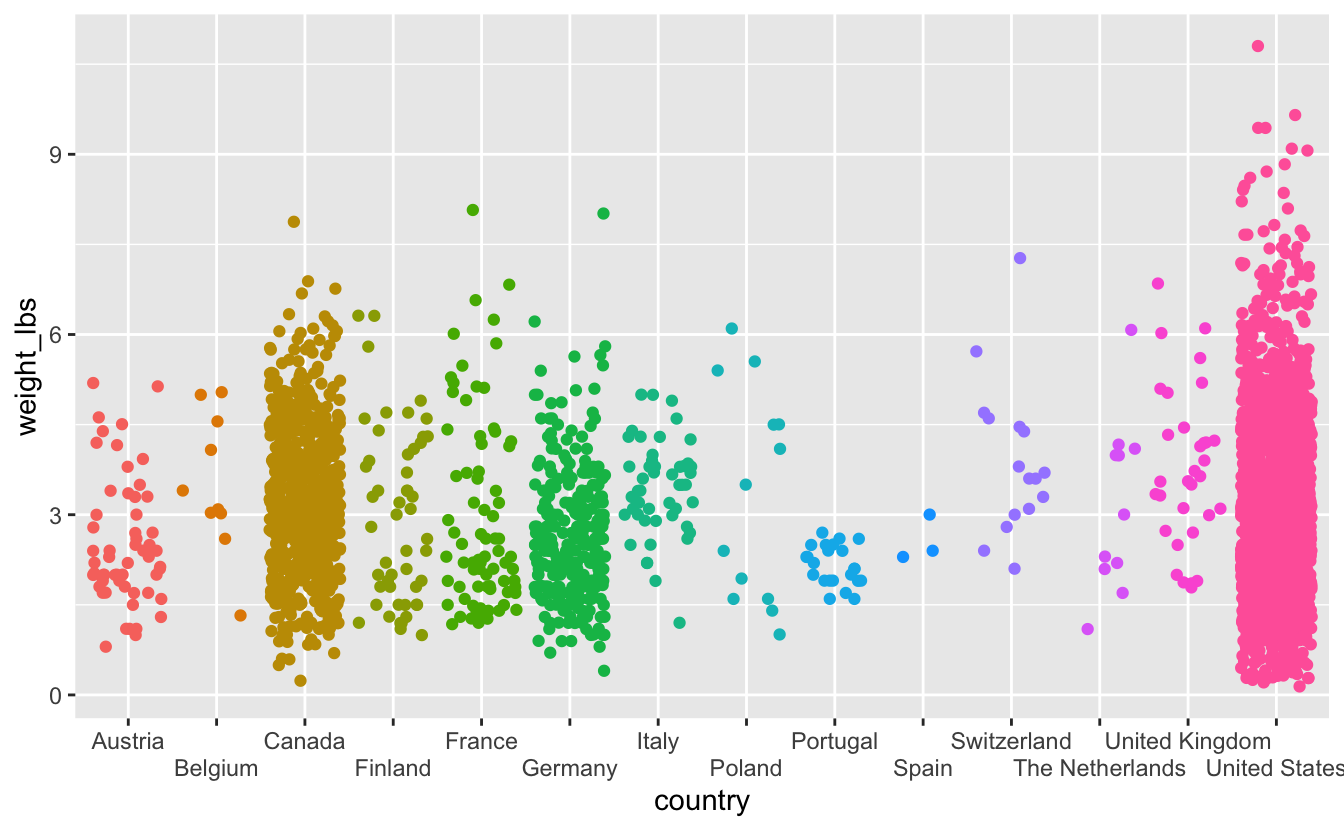 weight_lbs
9
6
3
0
Austria Canada France Italy Portugal Switzerland United Kingdom
Belgium Finland Germany Poland Spain The Netherlands United States
country